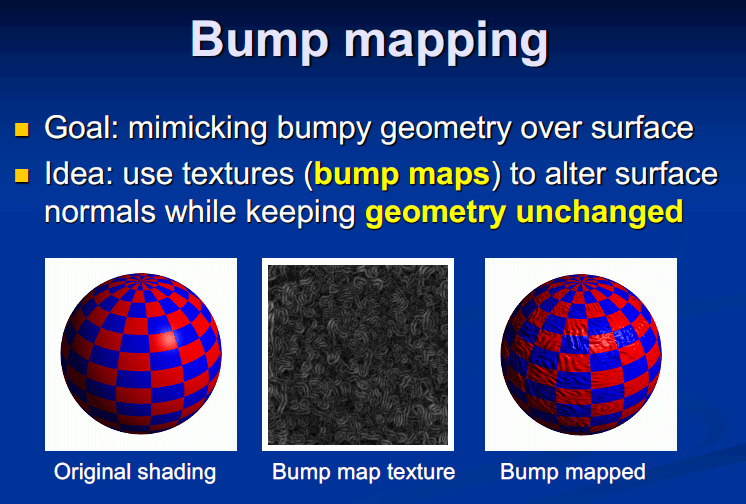 Bump mapping
Goal: mimicking bumpy geometry over surface
Idea: use textures (bump maps) to alter surface
normals while keeping geometry unchanged
Original shading
Bump map texture
Bump mapped